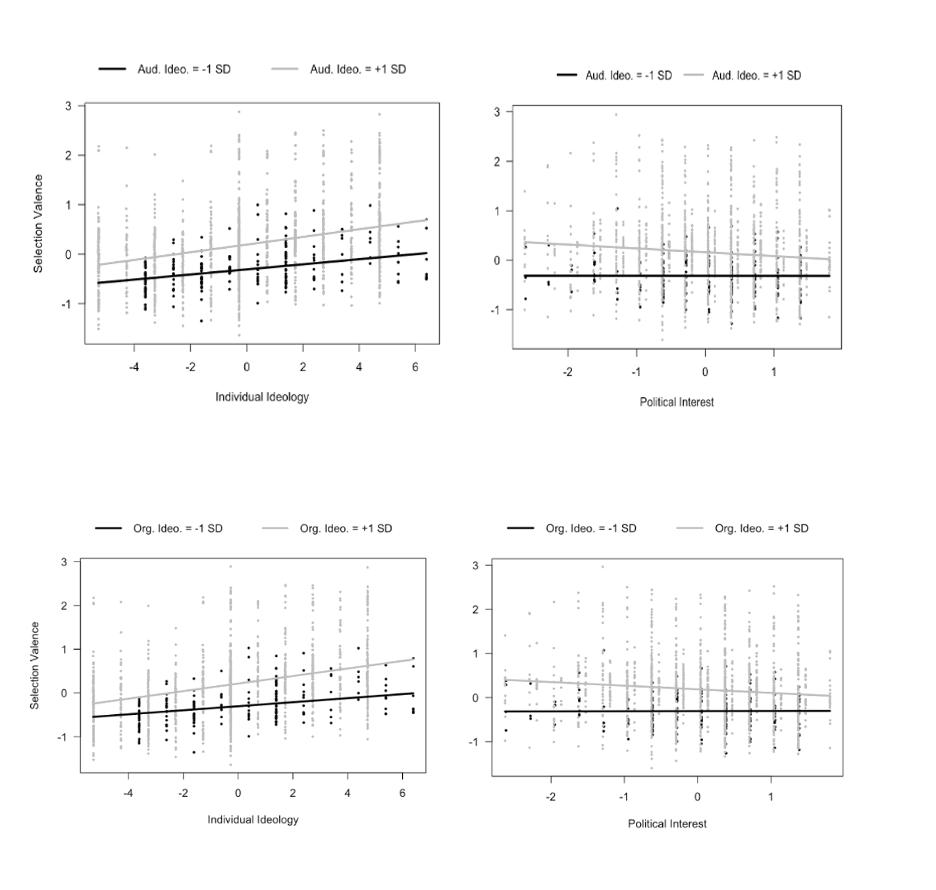 Aud. Ideo. = -1 SD Aud. Ideo. = +1 SD
Selection Valence
3
2
1
0
-1
-4 -2 0 2 4 6
Individual Ideology
Aud. Ideo. = -1 SD Aud. Ideo. = +1 SD
3
2
1
0
-1
-2 -1 0 1
Political Interest
Org. Ideo. = -1 SD Org. Ideo. = +1 SD
Selection Valence
3
2
1
0
-1
-4 -2 0 2 4 6
Individual Ideology
Org. Ideo. = -1 SD Org. Ideo. = +1 SD
3
2
1
0
-1
-2 -1 0 1
Political Interest